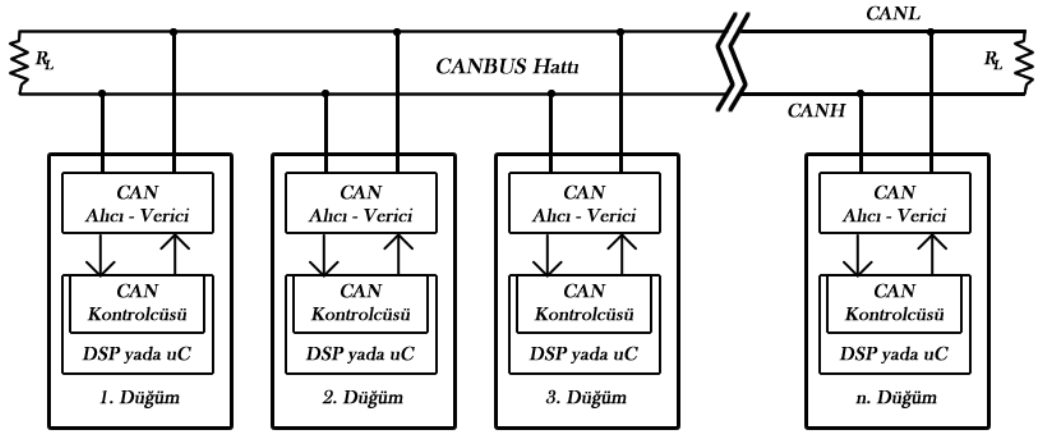 CANL
R_L
CANBUS Hattı
R_L
CANH
CAN
Alıcı - Verici
CAN
Kontrolcüsü
DSP yada uC
1. Düğüm
CAN
Alıcı - Verici
CAN
Kontrolcüsü
DSP yada uC
2. Düğüm
CAN
Alıcı - Verici
CAN
Kontrolcüsü
DSP yada uC
3. Düğüm
CAN
Alıcı - Verici
CAN
Kontrolcüsü
DSP yada uC
n. Düğüm